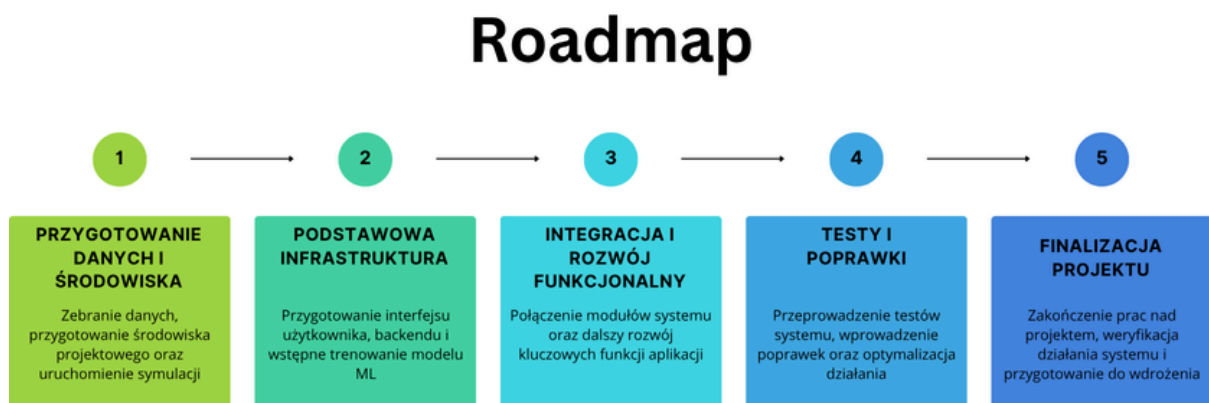 Roadmap
1
2
3
4
5
PRZYGOTOWANIE
DANYCH I
ŚRODOWISKA
Zebranie danych,
przygotowanie środowiska
projektowego oraz
uruchomienie symulacji
PODSTAWOWA
INFRASTRUKTURA
Przygotowanie interfejsu
użytkownika, backendu i
wstępne trenowanie modelu
ML
INTEGRACJA I
ROZWÓJ
FUNKCJONALNY
Połączenie modułów systemu
oraz dalszy rozwój
kluczowych funkcji aplikacji
TESTY I
POPRAWKI
Przeprowadzenie testów
systemu, wprowadzenie
poprawek oraz optymalizacja
działania
FINALIZACJA
PROJEKTU
Zakończenie prac nad
projektem, weryfikacja
działania systemu i
przygotowanie do wdrożenia